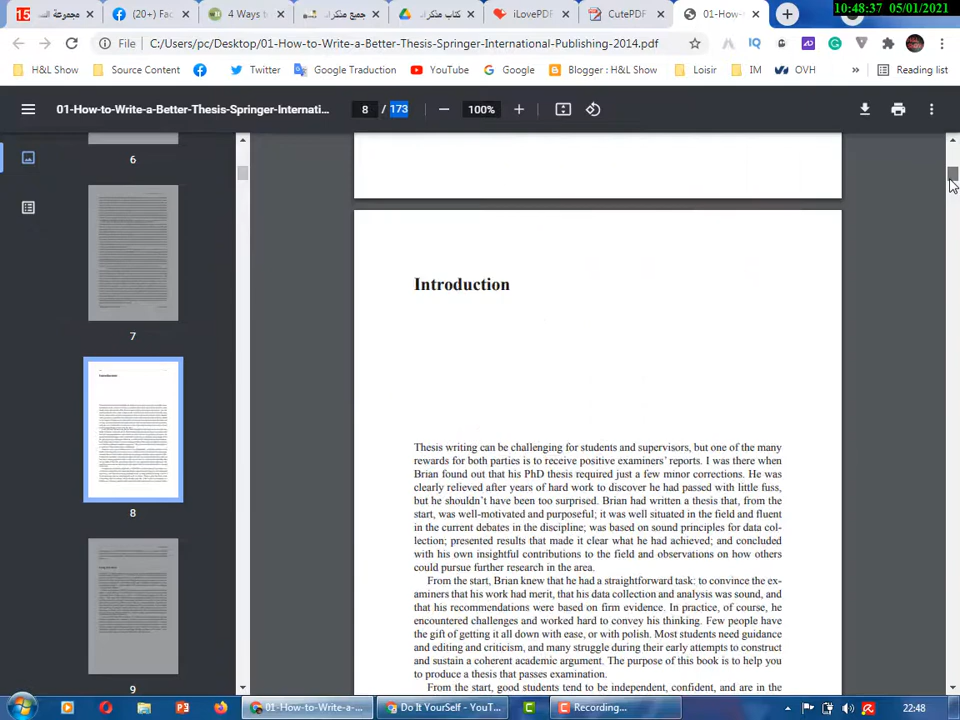 10:48:37 05/01/2021
15 مجموعة
(20+) Fac
4 Ways t
جميع مذكرا
كتاب مذكرا
iLovePDF
CutePDF
01-How-
File C:/Users/pc/Desktop/01-How-to-Write-a-Better-Thesis-Springer-International-Publishing-2014.pdf
H&L Show
Source Content
Twitter
Google Traduction
YouTube
Google
Blogger : H&L Show
Loisir
IM
OVH
»
Reading list
01-How-to-Write-a-Better-Thesis-Springer-Internati...
8 / 173
100%
6
7
8
9
Introduction
Thesis writing can be challenging for students and supervisors, but one of the many
rewards for both parties is to receive positive examiners’ reports. I was there when
Brian found out that his PhD thesis required just a few minor corrections. He was
clearly relieved after years of hard work to discover he had passed with little fuss,
but he shouldn’t have been too surprised. Brian had written a thesis that, from the
start, was well-motivated and purposeful; it was well situated in the field and fluent
in the current debates in the discipline; was based on sound principles for data col-
lection; presented results that made it clear what he had achieved; and concluded
with his own insightful contributions to the field and observations on how others
could pursue further research in the area.
From the start, Brian knew that he had a straightforward task: to convince the ex-
aminers that his work had merit, that his data collection and analysis was sound, and
that his recommendations were based on firm evidence. In practice, of course, he
encountered challenges and worked hard to convey his thinking. Few people have
the gift of getting it all down with ease, or with polish. Most students need guidance
and editing and criticism, and many struggle during their early attempts to construct
and sustain a coherent academic argument. The purpose of this book is to help you
to produce a thesis that passes examination.
From the start, good students tend to be independent, confident, and are in the
01-How-to-Write-a-...
Do It YourSelf - YouT...
Recording...
22:48